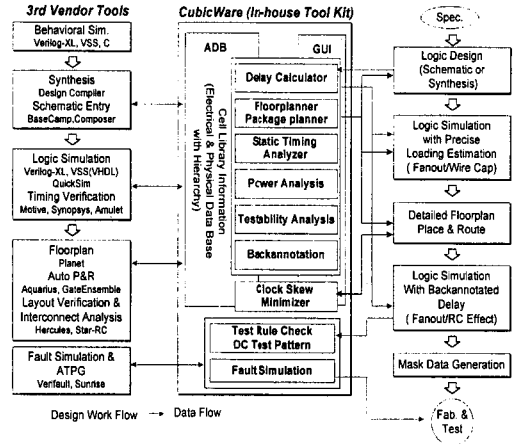 3rd Vendor Tools
Behavioral Sim.
Verilog-XL, VSS, C
Synthesis
Design Compiler
Schematic Entry
BaseCamp,Composer
Logic Simulation
Verilog-XL, VSS(VHDL)
QuickSim
Timing Verification
Motive, Synopsys, Amulet
Floorplan
Planet
Auto P&R
Aquarius, GateEnsemble
Layout Verification &
Interconnect Analysis
Hercules, Star-RC
Fault Simulation &
ATPG
Verifault, Sunrise
CubicWare (In-house Tool Kit)
ADB
GUI
Cell Library Information
(Electrical & Physical Data Base
with Hierarchy)
Delay Calculator
Floorplanner
Package planner
Static Timing
Analyzer
Power Analysis
Testability Analysis
Backannotation
Clock Skew
Minimizer
Test Rule Check
DC Test Pattern
Fault Simulation
Spec.
Logic Design
(Schematic or
Synthesis)
Logic Simulation
with Precise
Loading Estimation
( Fanout/Wire Cap)
Detailed Floorplan
Place & Route
Logic Simulation
With Backannotated
Delay
( Fanout/RC Effect)
Mask Data Generation
Fab. &
Test
Design Work Flow
Data Flow